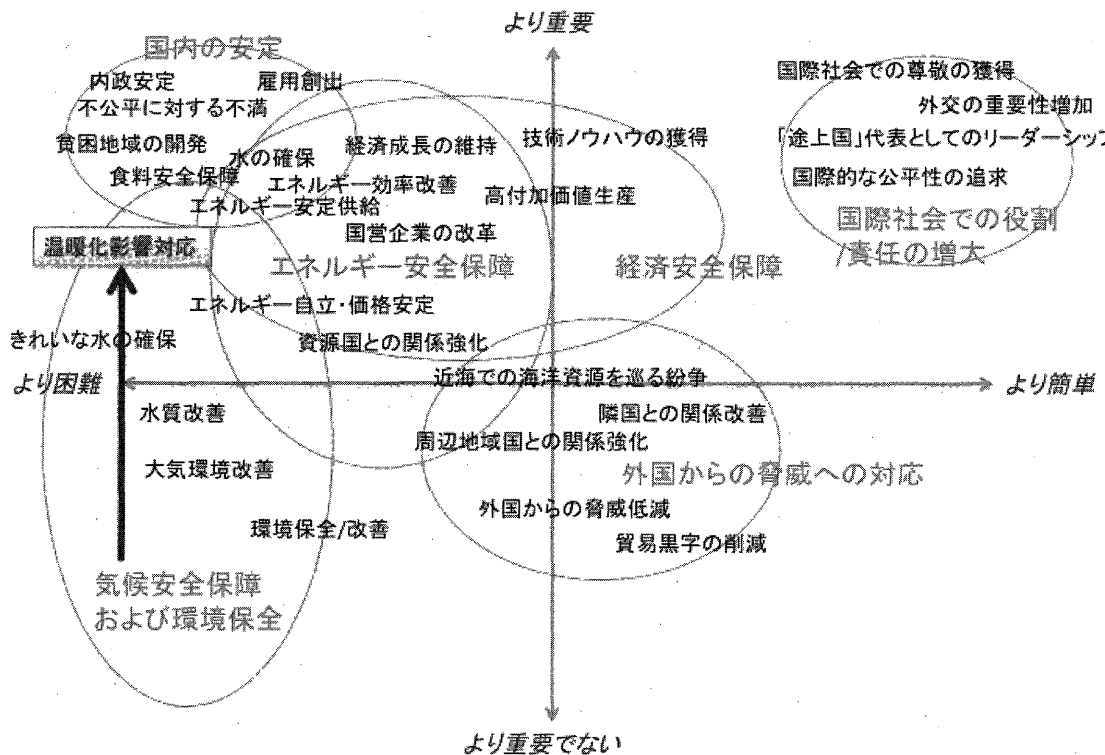 より重要
国内の安定
内政安定
雇用創出
不公平に対する不満
貧困地域の開発
水の確保
食料安全保障
経済成長の維持
エネルギー効率改善
エネルギー安定供給
国営企業の改革
技術ノウハウの獲得
高付加価値生産
国際社会での尊敬の獲得
外交の重要性増加
「途上国」代表としてのリーダーシップ
国際的な公平性の追求
国際社会での役割
/責任の増大
温暖化影響対応
エネルギー安全保障
経済安全保障
エネルギー自立・価格安定
きれいな水の確保
資源国との関係強化
より困難
近海での海洋資源を巡る紛争
より簡単
水質改善
隣国との関係改善
周辺地域国との関係強化
大気環境改善
外国からの脅威への対応
外国からの脅威低減
環境保全/改善
貿易黒字の削減
気候安全保障
および環境保全
より重要でない